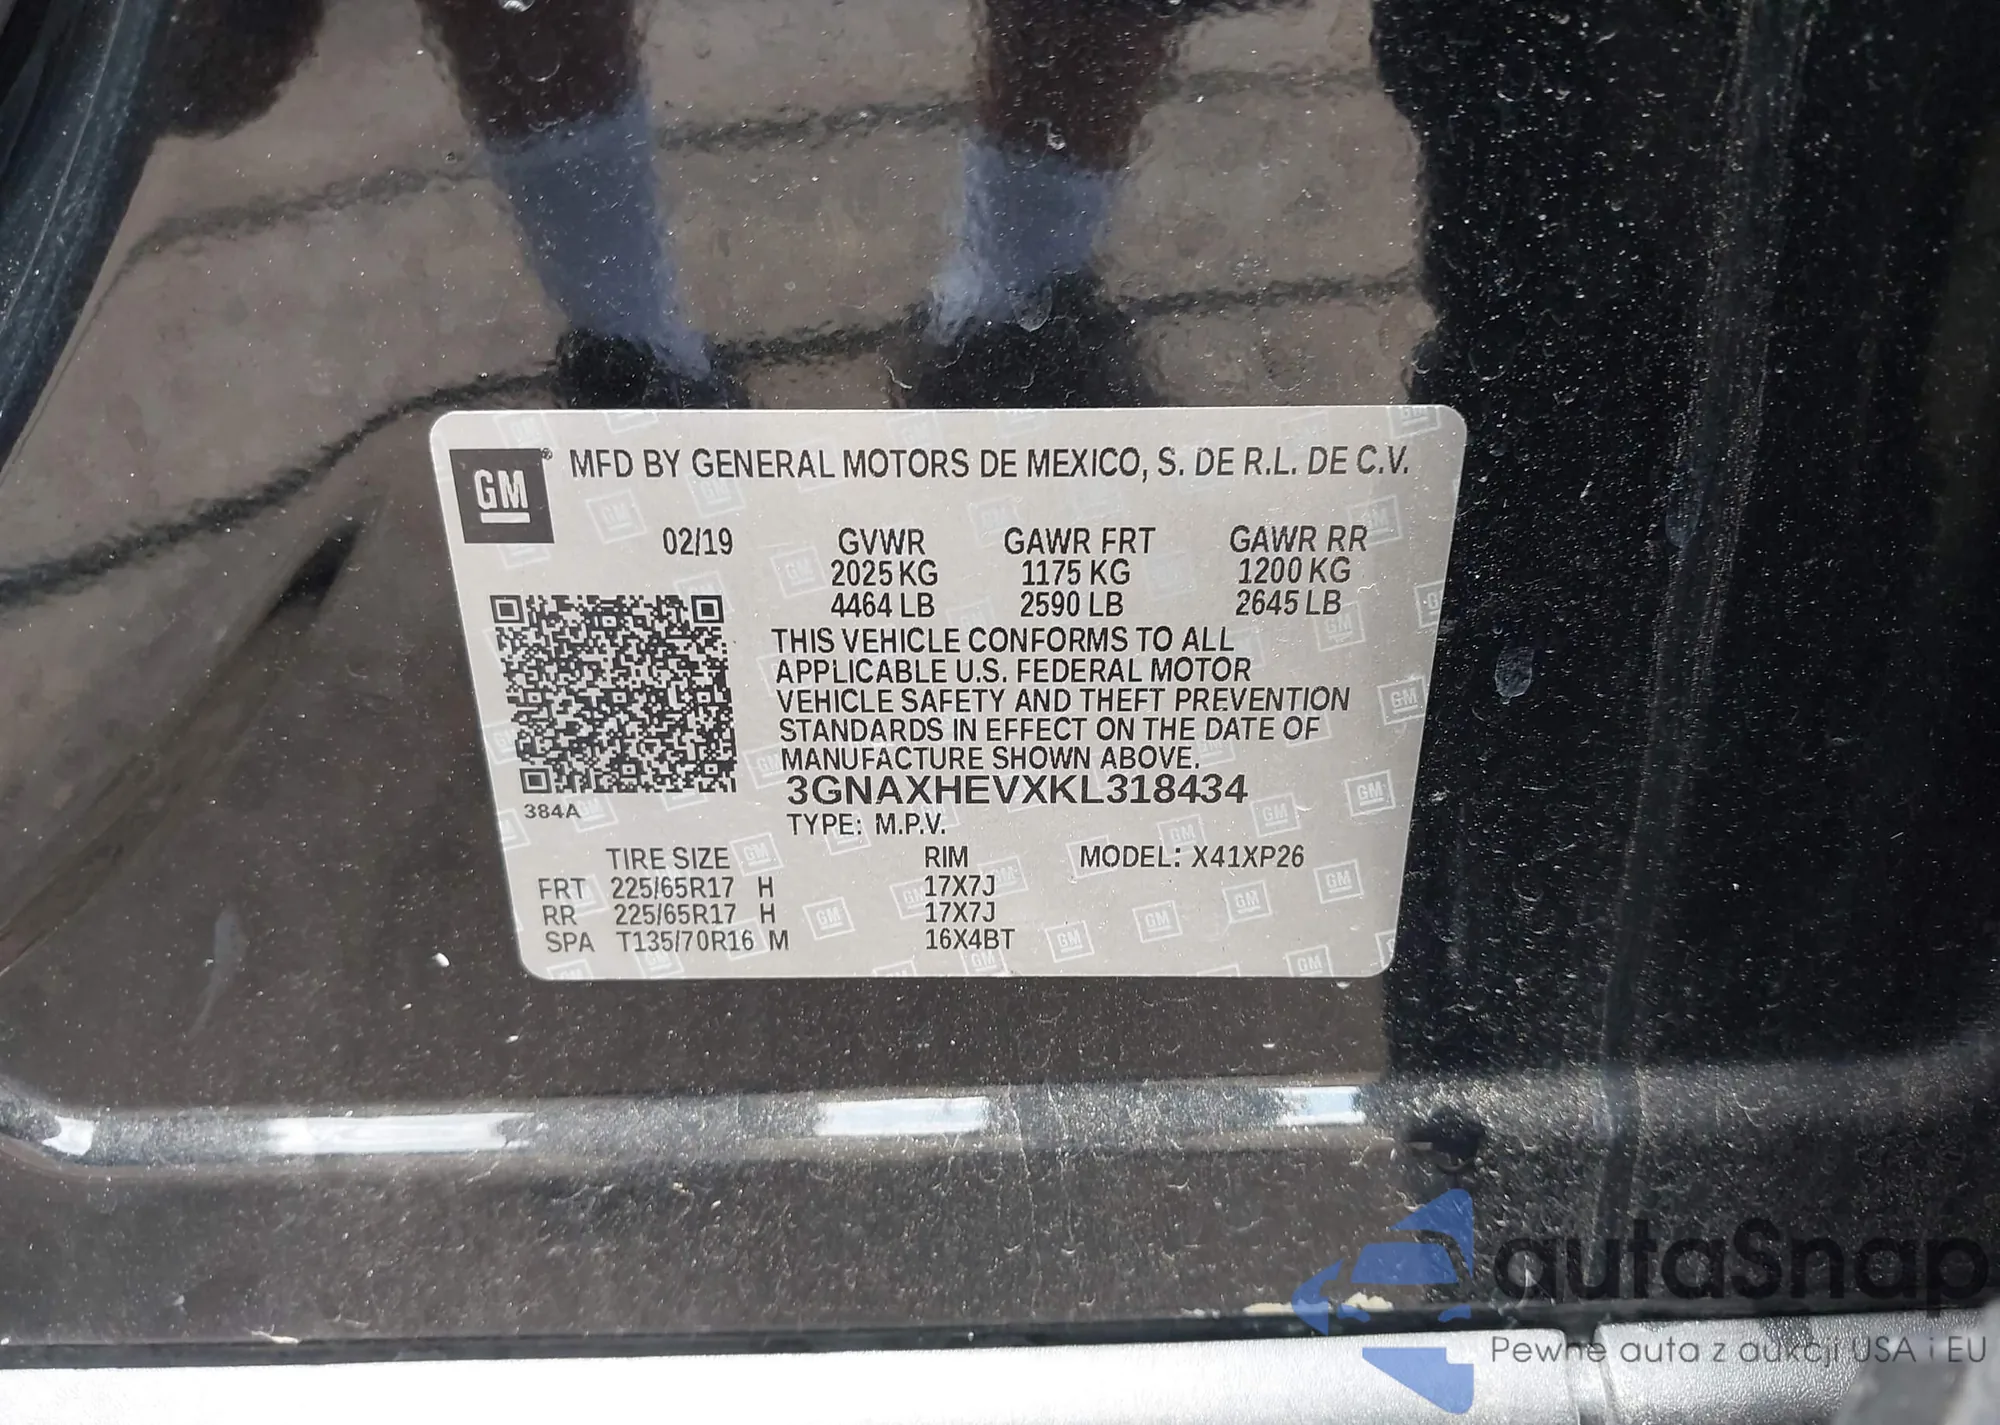 GM® MFD BY GENERAL MOTORS DE MEXICO, S. DE R.L. DE C.V.
02/19 GVWR GAWR FRT GAWR RR
2025 KG 1175 KG 1200 KG
4464 LB 2590 LB 2645 LB
THIS VEHICLE CONFORMS TO ALL
APPLICABLE U.S. FEDERAL MOTOR
VEHICLE SAFETY AND THEFT PREVENTION
STANDARDS IN EFFECT ON THE DATE OF
MANUFACTURE SHOWN ABOVE.
3GNAXHEVXKL318434
384A
TYPE: M.P.V.
TIRE SIZE RIM MODEL: X41XP26
FRT 225/65R17 H 17X7J
RR 225/65R17 H 17X7J
SPA T135/70R16 M 16X4BT
autaSnap
Pewne auta z aukcji USA i EU